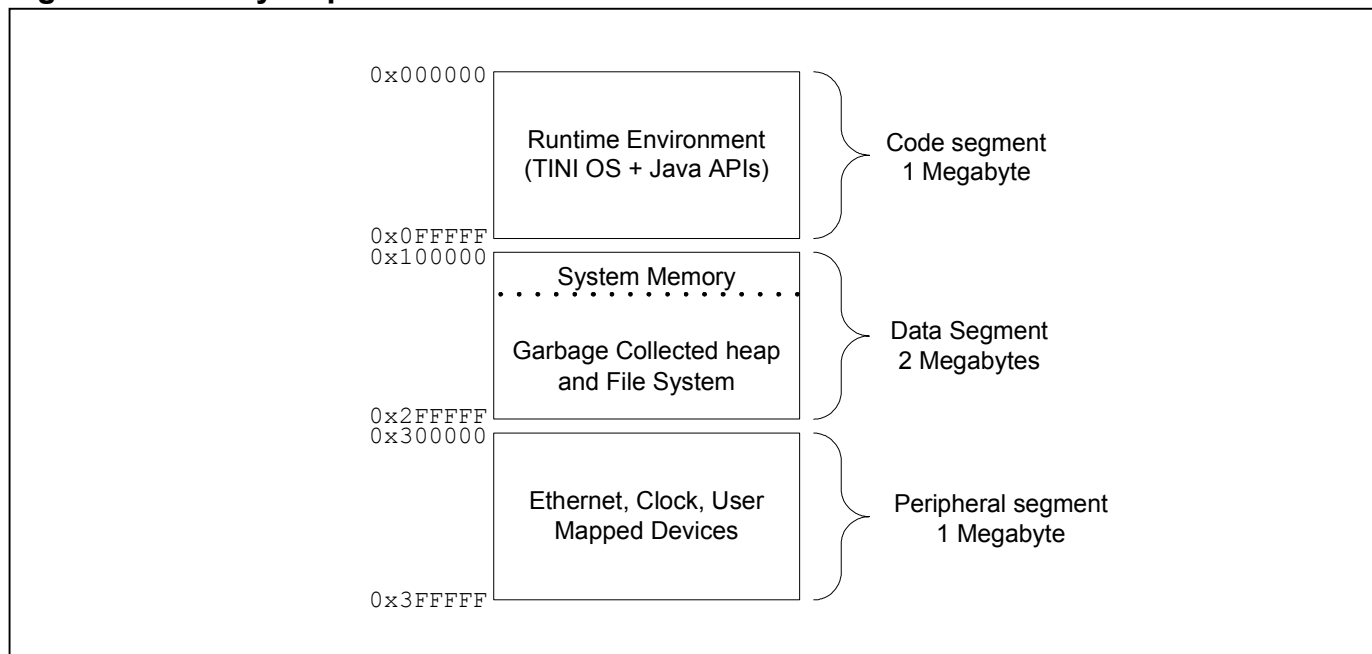 0x000000
Runtime Environment
(TINI OS + Java APIs)
Code segment
1 Megabyte
0x0FFFFF
0x100000
System Memory
Garbage Collected heap
and File System
Data Segment
2 Megabytes
0x2FFFFF
0x300000
Ethernet, Clock, User
Mapped Devices
Peripheral segment
1 Megabyte
0x3FFFFF